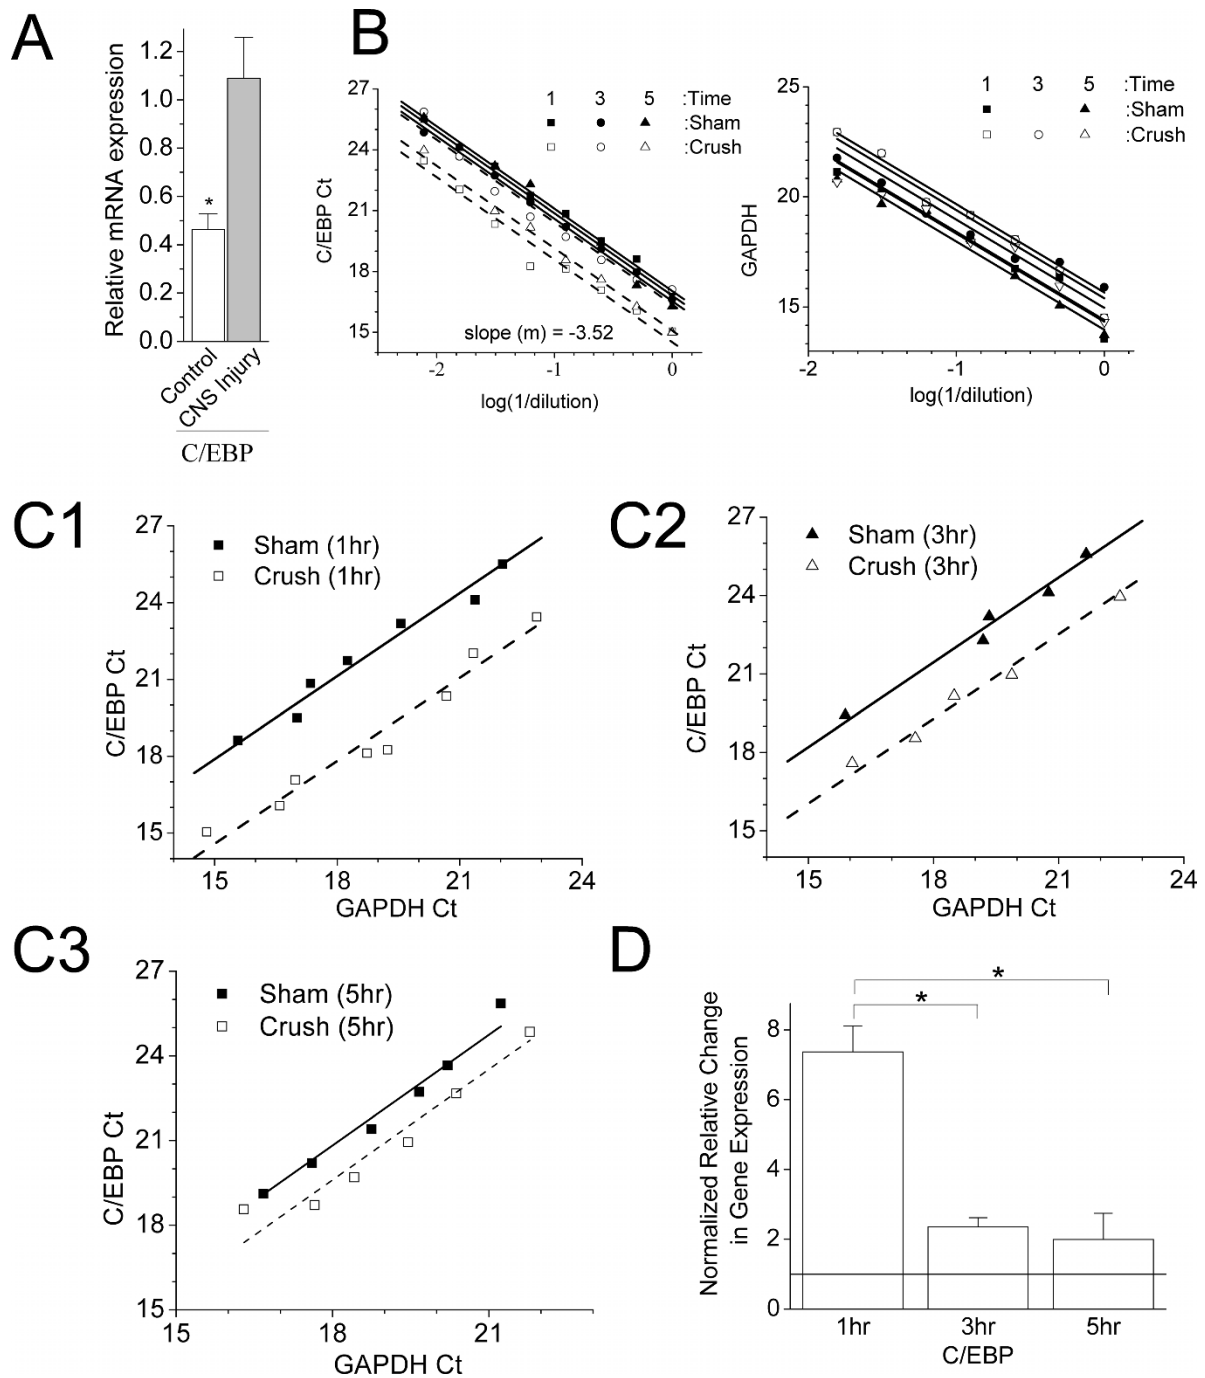 A
Relative mRNA expression
1.2
1.0
0.8
0.6
0.4
0.2
0.0
*
Control
CNS Injury
C/EBP
B
C/EBP Ct
27
24
21
18
15
1 3 5 :Time
:Sham
:Crush
slope (m) = -3.52
-2 -1 0
log(1/dilution)
GAPDH
25
20
15
1 3 5 :Time
:Sham
:Crush
-2 -1 0
log(1/dilution)
C1
C/EBP Ct
27
24
21
18
15
Sham (1hr)
Crush (1hr)
15 18 21 24
GAPDH Ct
C2
C/EBP Ct
27
24
21
18
15
Sham (3hr)
Crush (3hr)
15 18 21 24
GAPDH Ct
C3
C/EBP Ct
27
24
21
18
15
Sham (5hr)
Crush (5hr)
15 18 21
GAPDH Ct
D
Normalized Relative Change
in Gene Expression
8
6
4
2
0
*
*
1hr 3hr 5hr
C/EBP